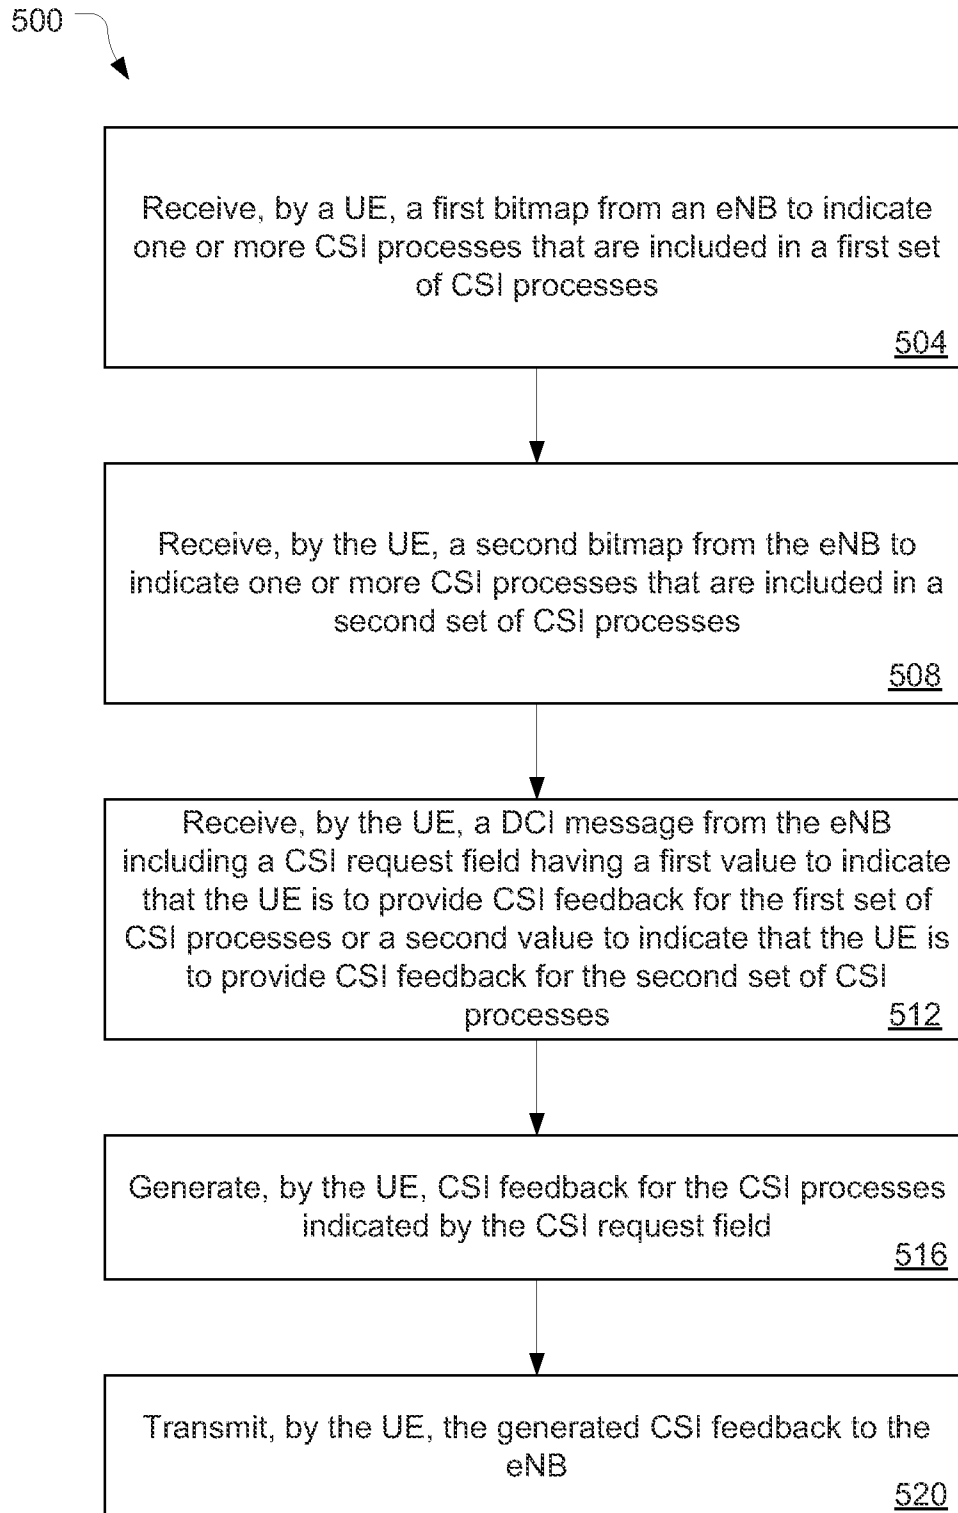 500
Receive, by a UE, a first bitmap from an eNB to indicate
one or more CSI processes that are included in a first set
of CSI processes
504
Receive, by the UE, a second bitmap from the eNB to
indicate one or more CSI processes that are included in a
second set of CSI processes
508
Receive, by the UE, a DCI message from the eNB
including a CSI request field having a first value to indicate
that the UE is to provide CSI feedback for the first set of
CSI processes or a second value to indicate that the UE is
to provide CSI feedback for the second set of CSI
processes
512
Generate, by the UE, CSI feedback for the CSI processes
indicated by the CSI request field
516
Transmit, by the UE, the generated CSI feedback to the
eNB
520